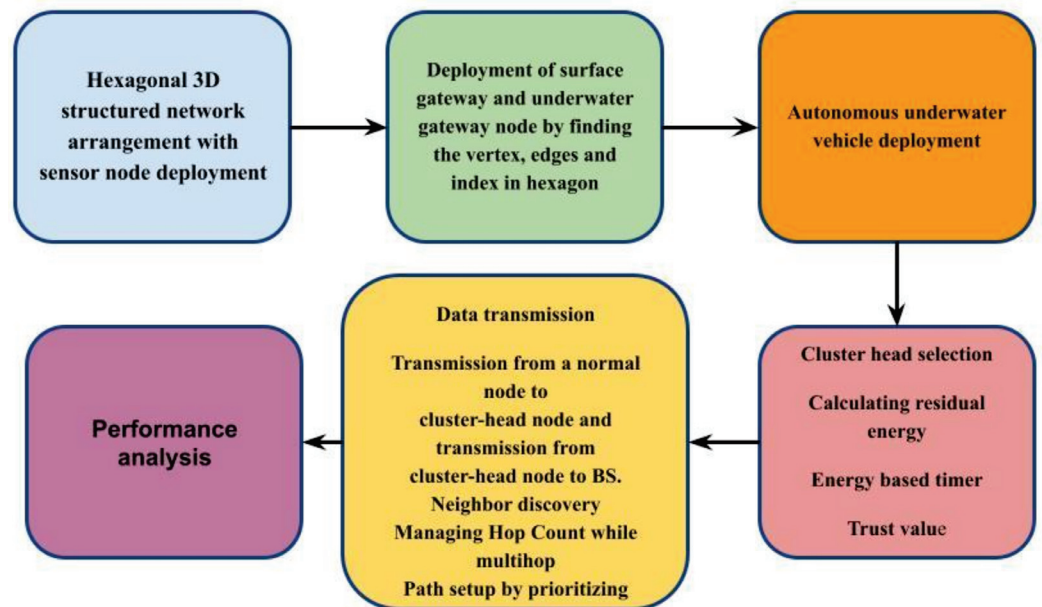 Hexagonal 3D
structured network
arrangement with
sensor node deployment
Deployment of surface
gateway and underwater
gateway node by finding
the vertex, edges and
index in hexagon
Autonomous underwater
vehicle deployment
Cluster head selection
Calculating residual
energy
Energy based timer
Trust value
Data transmission
Transmission from a normal
node to
cluster-head node and
transmission from
cluster-head node to BS.
Neighbor discovery
Managing Hop Count while
multihop
Path setup by prioritizing
Performance
analysis